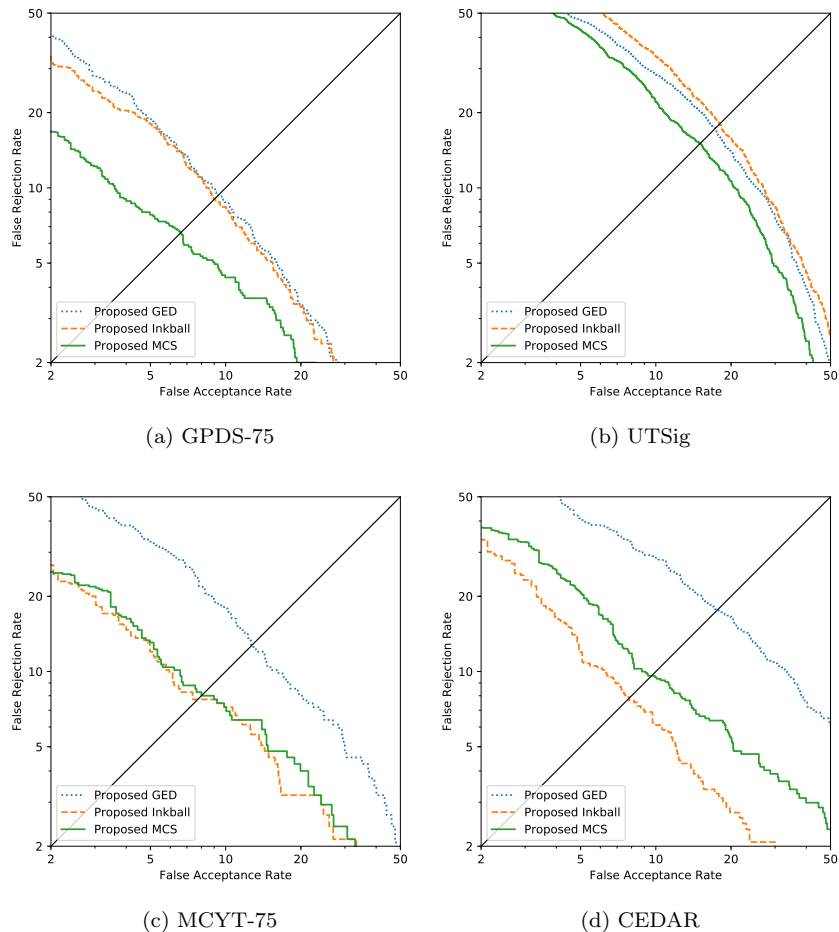 50
20
10
5
2
False Rejection Rate
Proposed GED
Proposed Inkball
Proposed MCS
2 5 10 20 50
False Acceptance Rate
(a) GPDS-75
50
20
10
5
2
False Rejection Rate
Proposed GED
Proposed Inkball
Proposed MCS
2 5 10 20 50
False Acceptance Rate
(b) UTSig
50
20
10
5
2
False Rejection Rate
Proposed GED
Proposed Inkball
Proposed MCS
2 5 10 20 50
False Acceptance Rate
(c) MCYT-75
50
20
10
5
2
False Rejection Rate
Proposed GED
Proposed Inkball
Proposed MCS
2 5 10 20 50
False Acceptance Rate
(d) CEDAR